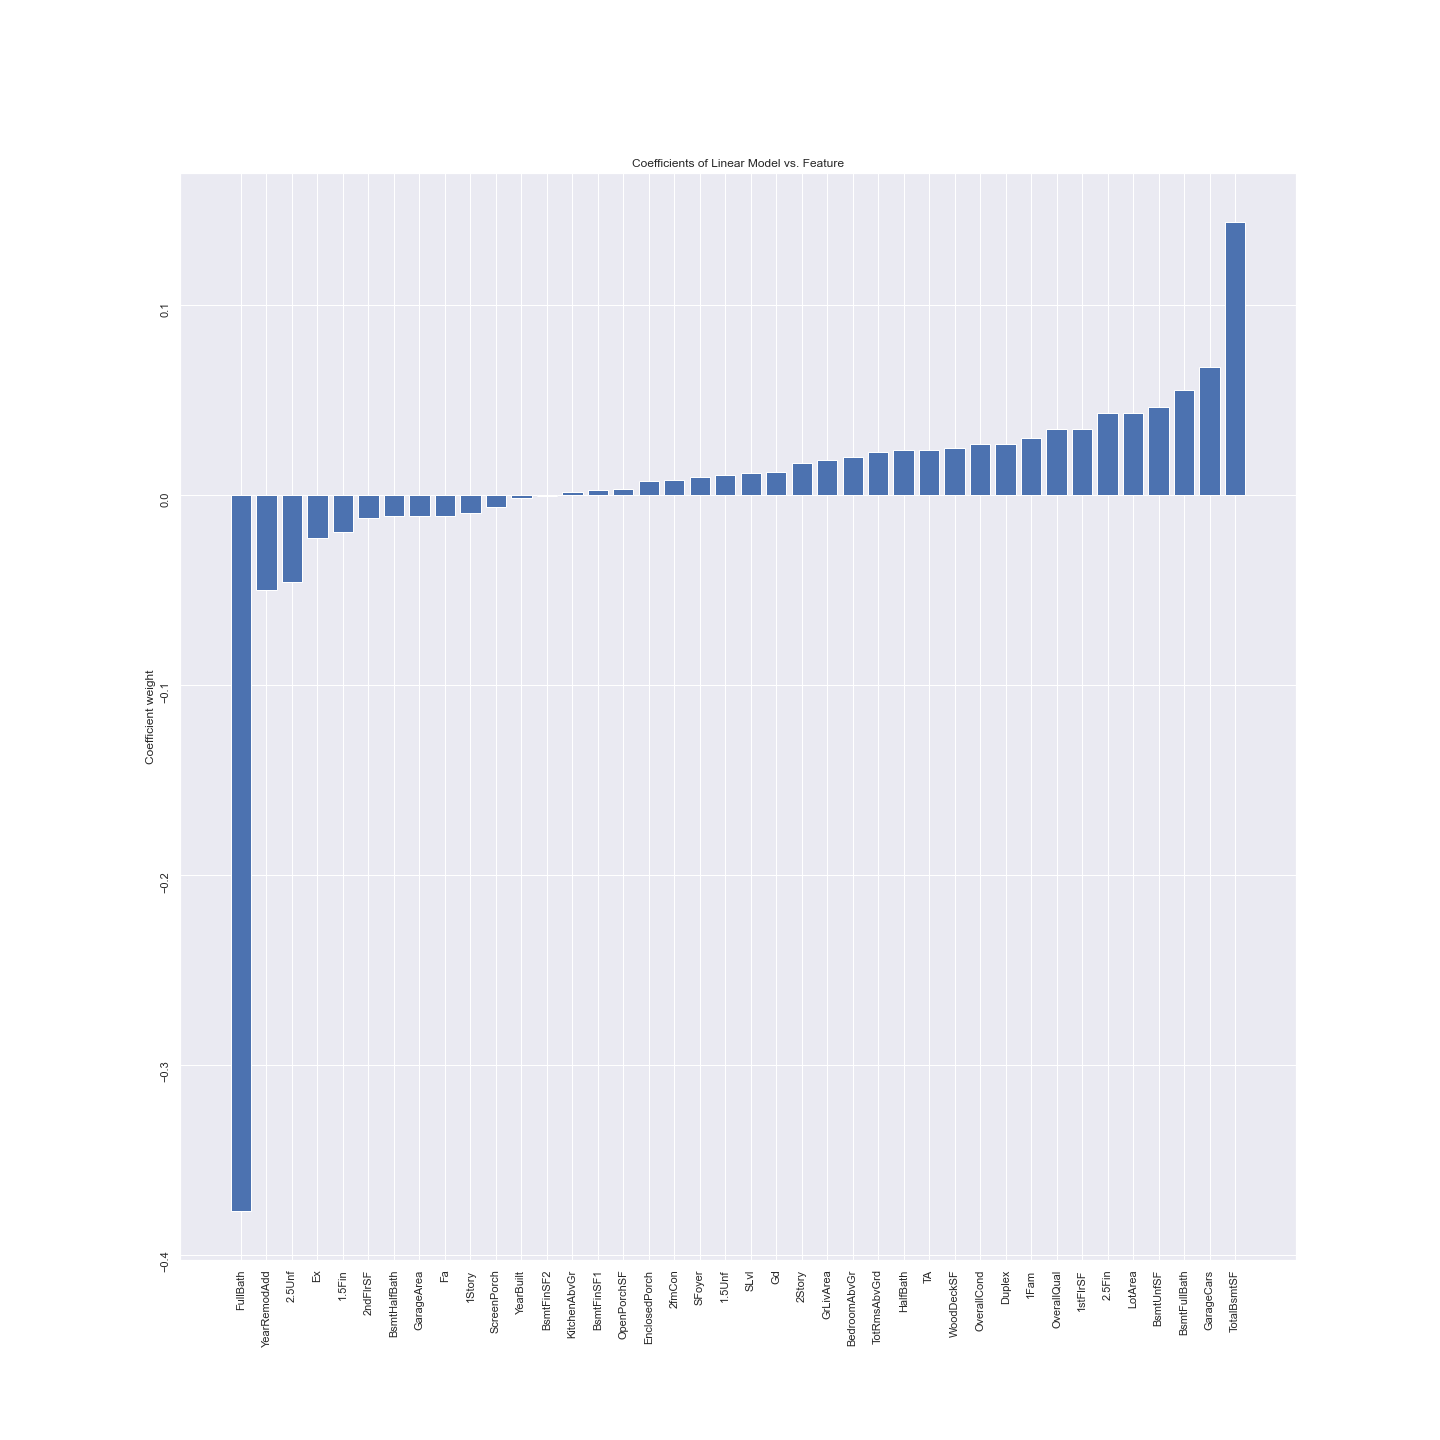 Coefficients of Linear Model vs. Feature
Coefficient weight
0.1
0.0
−0.1
−0.2
−0.3
−0.4
FullBath
YearRemodAdd
2.5Unf
Ex
1.5Fin
2ndFlrSF
BsmtHalfBath
GarageArea
Fa
1Story
ScreenPorch
YearBuilt
BsmtFinSF2
KitchenAbvGr
BsmtFinSF1
OpenPorchSF
EnclosedPorch
2fmCon
SFoyer
1.5Unf
SLvl
Gd
2Story
GrLivArea
BedroomAbvGr
TotRmsAbvGrd
HalfBath
TA
WoodDeckSF
OverallCond
Duplex
1Fam
OverallQual
1stFlrSF
2.5Fin
LotArea
BsmtUnfSF
BsmtFullBath
GarageCars
TotalBsmtSF